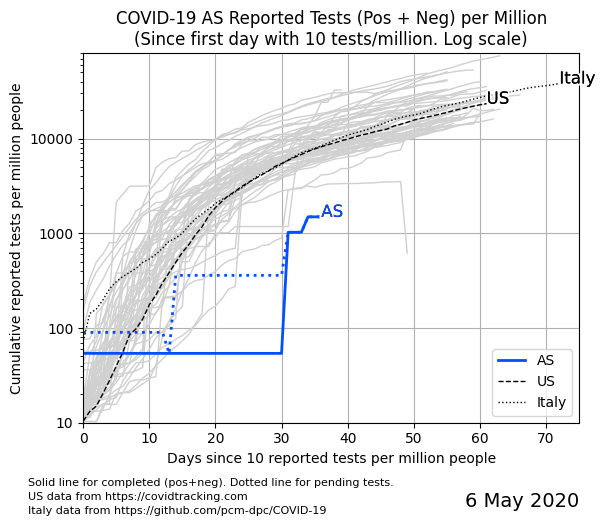 COVID-19 AS Reported Tests (Pos + Neg) per Million
(Since first day with 10 tests/million. Log scale)
Cumulative reported tests per million people
10000
1000
100
10
Italy
US
AS
AS
US
Italy
0 10 20 30 40 50 60 70
Days since 10 reported tests per million people
Solid line for completed (pos+neg). Dotted line for pending tests.
US data from https://covidtracking.com
Italy data from https://github.com/pcm-dpc/COVID-19
6 May 2020